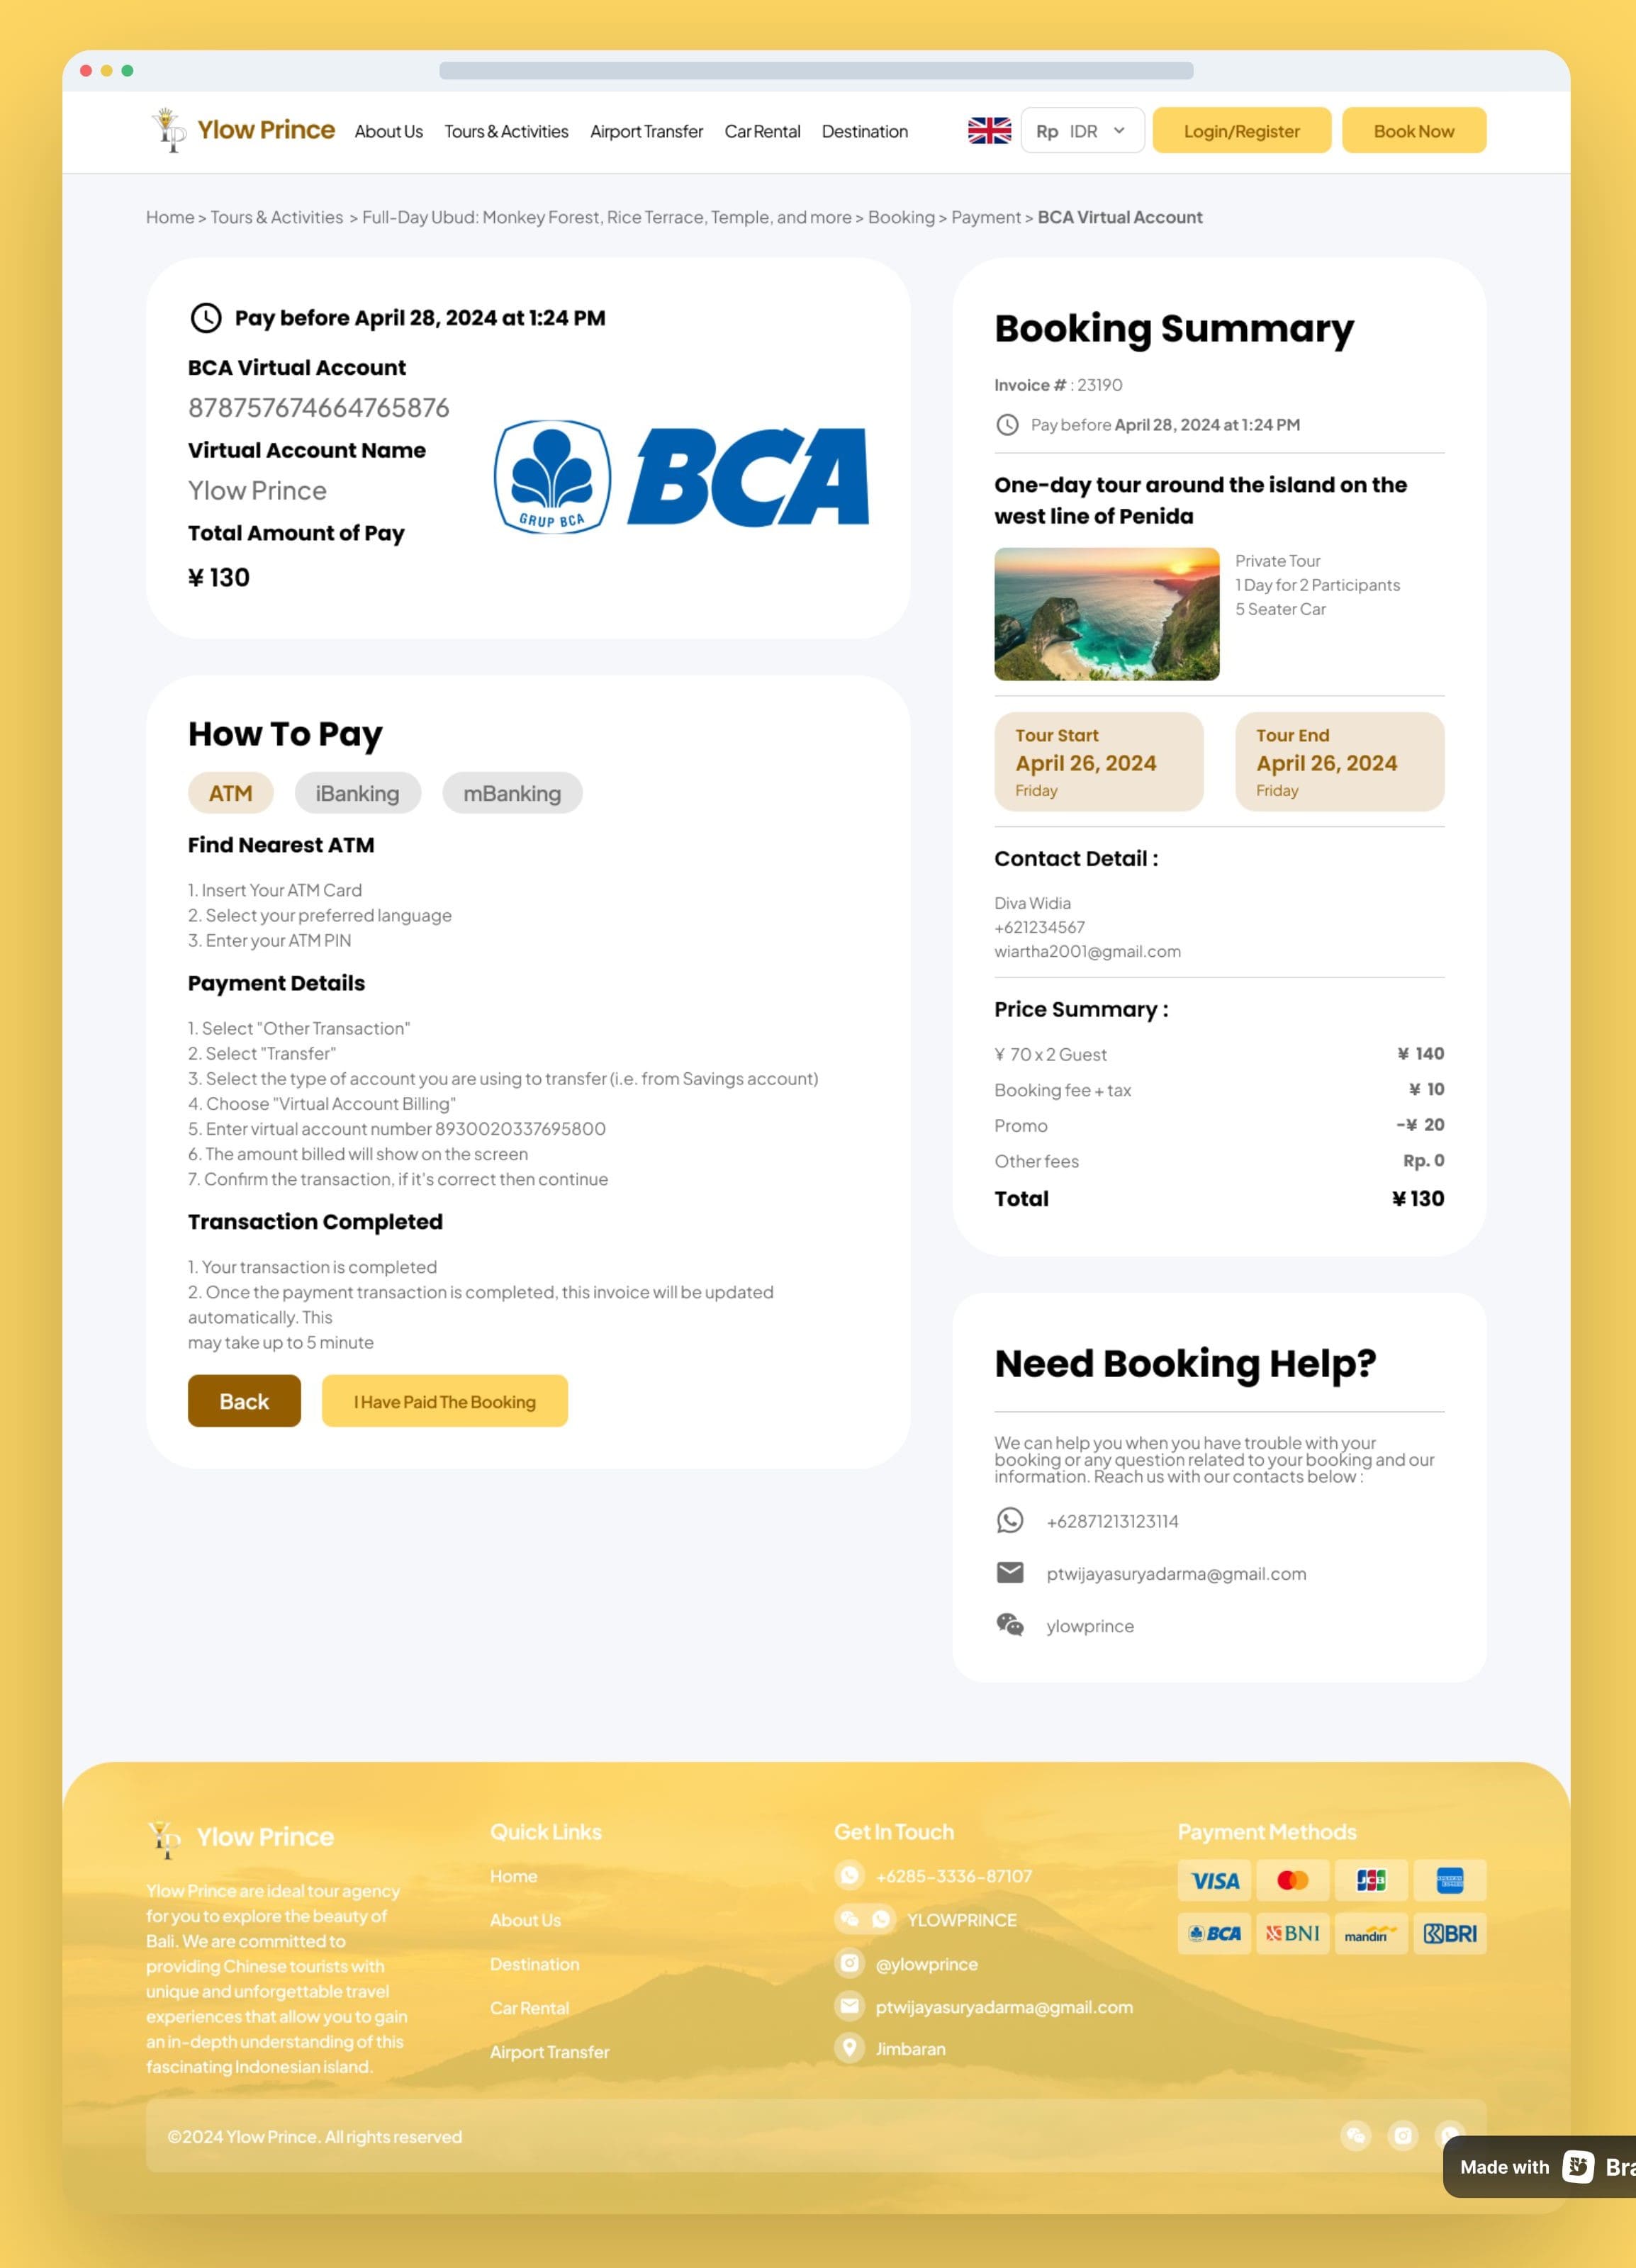 Ylow Prince
About Us
Tours & Activities
Airport Transfer
Car Rental
Destination
Rp IDR
Login/Register
Book Now
Home > Tours & Activities > Full-Day Ubud: Monkey Forest, Rice Terrace, Temple, and more > Booking > Payment > BCA Virtual Account
Pay before April 28, 2024 at 1:24 PM
BCA Virtual Account
878757674664765876
Virtual Account Name
Ylow Prince
Total Amount of Pay
¥ 130
GRUP BCA
BCA
How To Pay
ATM
iBanking
mBanking
Find Nearest ATM
1. Insert Your ATM Card
2. Select your preferred language
3. Enter your ATM PIN
Payment Details
1. Select "Other Transaction"
2. Select "Transfer"
3. Select the type of account you are using to transfer (i.e. from Savings account)
4. Choose "Virtual Account Billing"
5. Enter virtual account number 8930020337695800
6. The amount billed will show on the screen
7. Confirm the transaction, if it's correct then continue
Transaction Completed
1. Your transaction is completed
2. Once the payment transaction is completed, this invoice will be updated
automatically. This
may take up to 5 minute
Back
I Have Paid The Booking
Booking Summary
Invoice # : 23190
Pay before April 28, 2024 at 1:24 PM
One-day tour around the island on the
west line of Penida
Private Tour
1 Day for 2 Participants
5 Seater Car
Tour Start
April 26, 2024
Friday
Tour End
April 26, 2024
Friday
Contact Detail :
Diva Widia
+621234567
wiartha2001@gmail.com
Price Summary :
¥ 70 x 2 Guest ¥ 140
Booking fee + tax ¥ 10
Promo -¥ 20
Other fees Rp. 0
Total ¥ 130
Need Booking Help?
We can help you when you have trouble with your
booking or any question related to your booking and our
information. Reach us with our contacts below :
+62871213123114
ptwijayasuryadarma@gmail.com
ylowprince
Ylow Prince
Ylow Prince are ideal tour agency
for you to explore the beauty of
Bali. We are committed to
providing Chinese tourists with
unique and unforgettable travel
experiences that allow you to gain
an in-depth understanding of this
fascinating Indonesian island.
Quick Links
Home
About Us
Destination
Car Rental
Airport Transfer
Get In Touch
+6285-3336-87107
YLOWPRINCE
@ylowprince
ptwijayasuryadarma@gmail.com
Jimbaran
Payment Methods
VISA
JCB
BCA
BNI
mandiri
BRI
©2024 Ylow Prince. All rights reserved
Made with